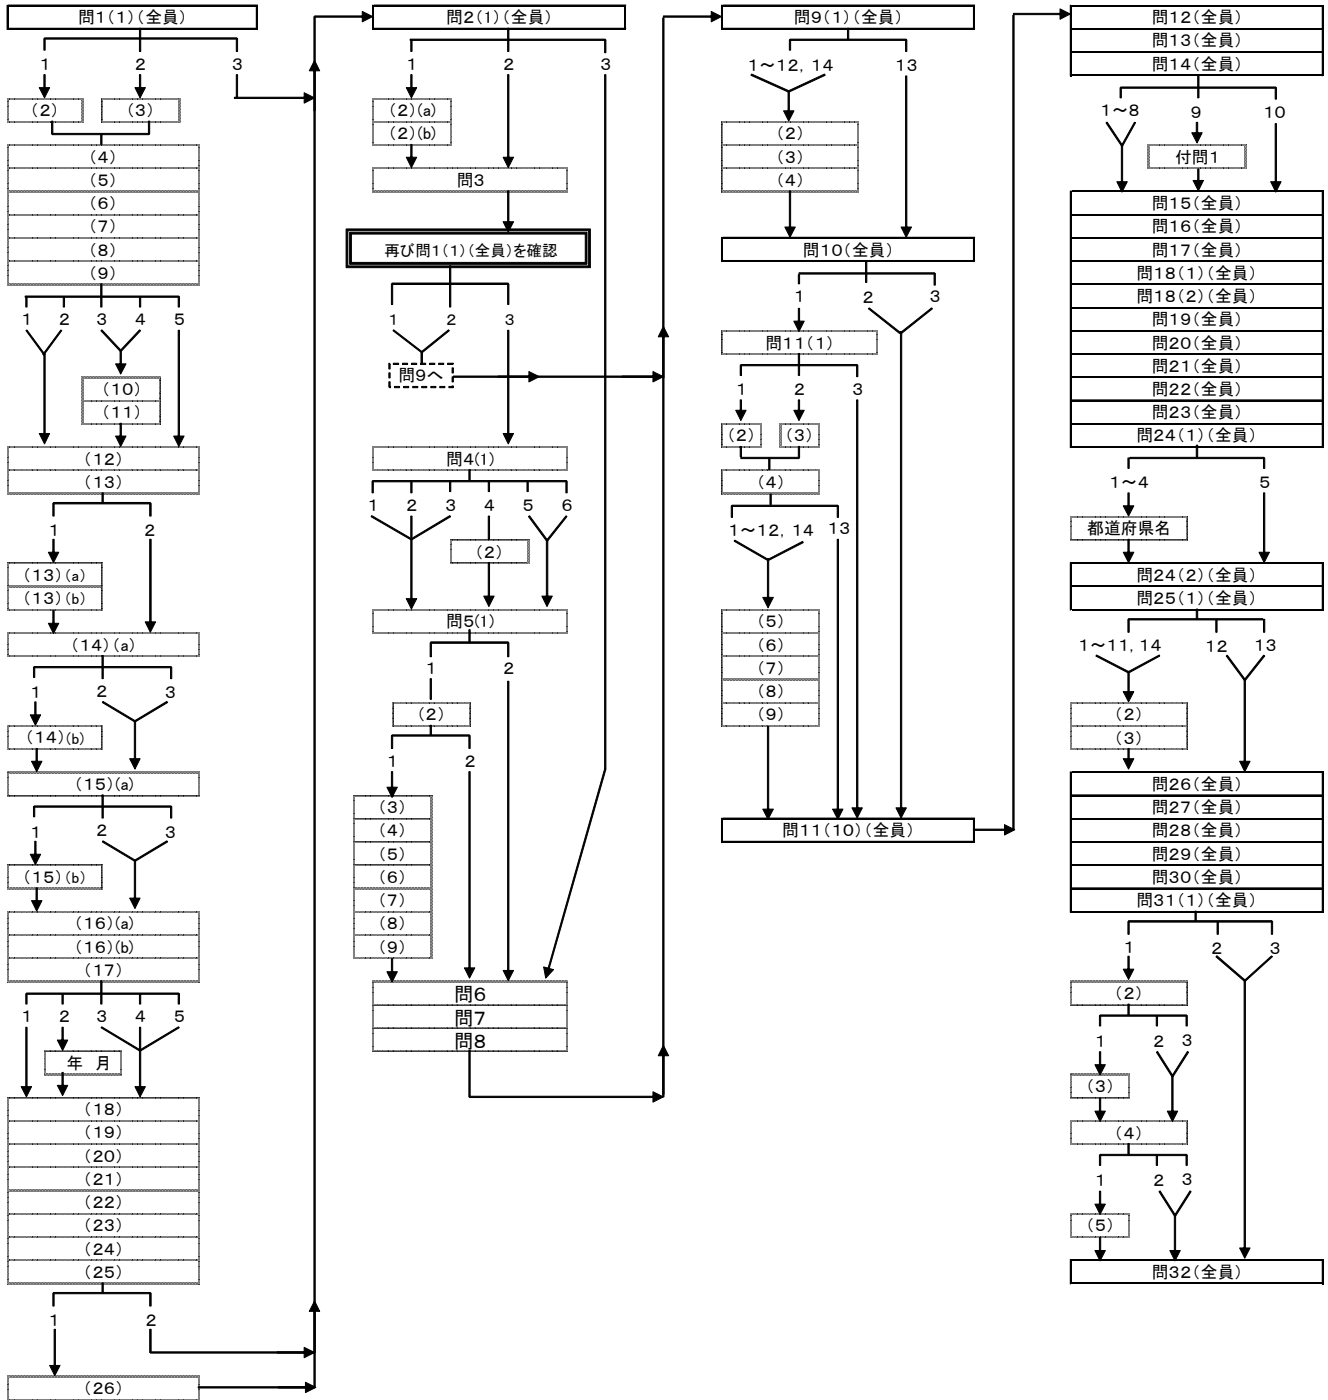 問1(1)(全員)
1 2 3
(2) (3)
(4)
(5)
(6)
(7)
(8)
(9)
1 2 3 4 5
(10)
(11)
(12)
(13)
1 2
(13)(a)
(13)(b)
(14)(a)
1 2 3
(14)(b)
(15)(a)
1 2 3
(15)(b)
(16)(a)
(16)(b)
(17)
1 2 3 4 5
年 月
(18)
(19)
(20)
(21)
(22)
(23)
(24)
(25)
1 2
(26)
問2(1)(全員)
1 2 3
(2)(a)
(2)(b)
問3
再び問1(1)(全員)を確認
1 2 3
問9へ
問4(1)
1 2 3 4 5 6
(2)
問5(1)
1 2
(2)
1 2
(3)
(4)
(5)
(6)
(7)
(8)
(9)
問6
問7
問8
問9(1)(全員)
1～12, 14 13
(2)
(3)
(4)
問10(全員)
1 2 3
問11(1)
1 2 3
(2) (3)
(4)
1～12, 14 13
(5)
(6)
(7)
(8)
(9)
問11(10)(全員)
問12(全員)
問13(全員)
問14(全員)
1～8 9 10
付問1
問15(全員)
問16(全員)
問17(全員)
問18(1)(全員)
問18(2)(全員)
問19(全員)
問20(全員)
問21(全員)
問22(全員)
問23(全員)
問24(1)(全員)
1～4 5
都道府県名
問24(2)(全員)
問25(1)(全員)
1～11, 14 12 13
(2)
(3)
問26(全員)
問27(全員)
問28(全員)
問29(全員)
問30(全員)
問31(1)(全員)
1 2 3
(2)
1 2 3
(3)
(4)
1 2 3
(5)
問32(全員)